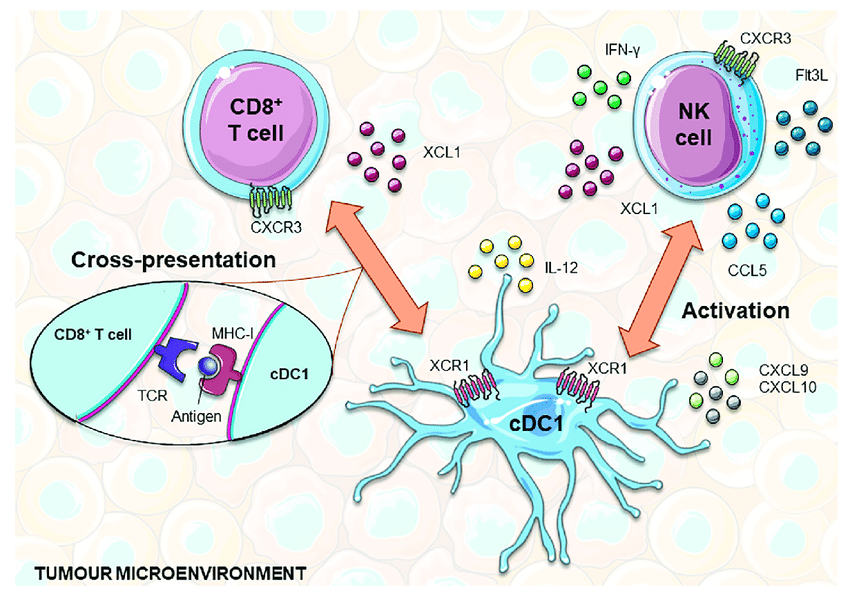 CXCR3
IFN-γ
Flt3L
CD8⁺
T cell
NK
cell
XCL1
XCL1
CXCR3
Cross-presentation
IL-12
CCL5
Activation
CD8⁺ T cell
MHC-I
cDC1
TCR
Antigen
XCR1
XCR1
CXCL9
CXCL10
cDC1
TUMOUR MICROENVIRONMENT